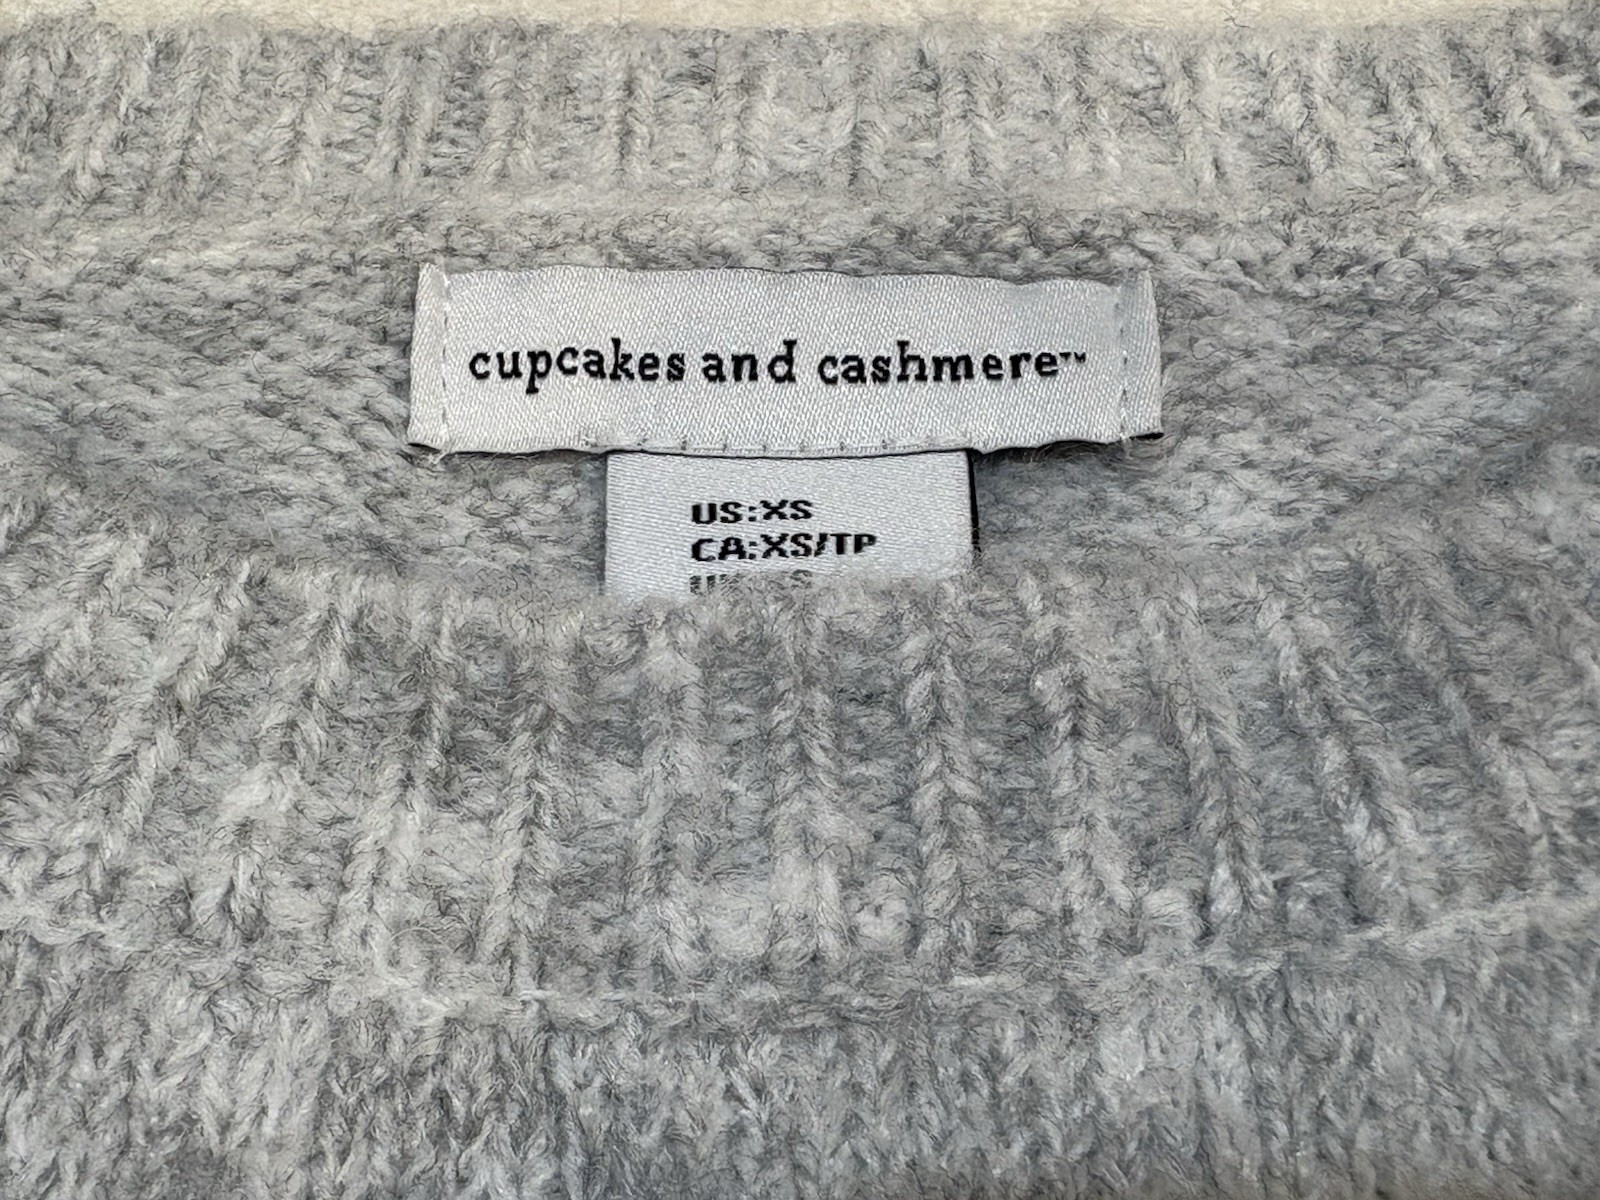 cupcakes and cashmere™
US:XS
CA:XS/TP